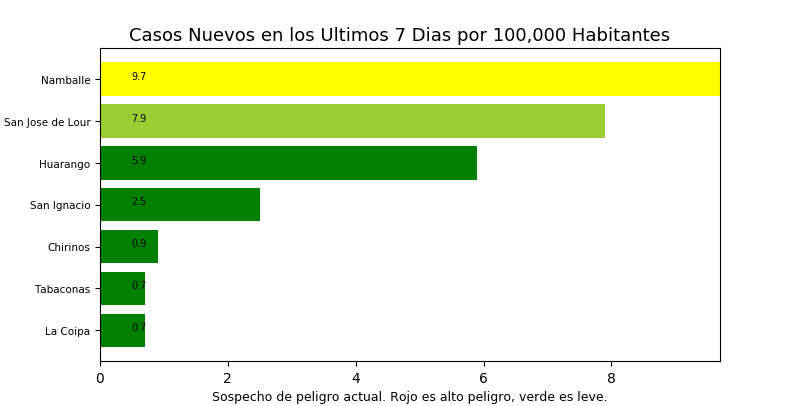 Casos Nuevos en los Ultimos 7 Dias por 100,000 Habitantes
Namballe 9.7
San Jose de Lour 7.9
Huarango 5.9
San Ignacio 2.5
Chirinos 0.9
Tabaconas 0.7
La Coipa 0.7
0 2 4 6 8
Sospecho de peligro actual. Rojo es alto peligro, verde es leve.